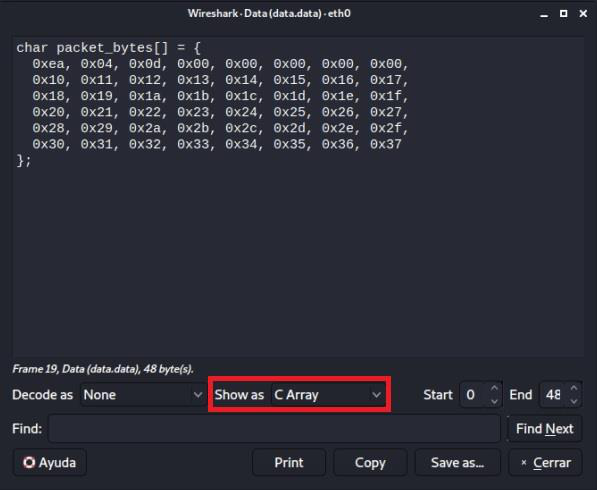 Wireshark · Data (data.data) · eth0
char packet_bytes[] = {
0xea, 0x04, 0x0d, 0x00, 0x00, 0x00, 0x00, 0x00,
0x10, 0x11, 0x12, 0x13, 0x14, 0x15, 0x16, 0x17,
0x18, 0x19, 0x1a, 0x1b, 0x1c, 0x1d, 0x1e, 0x1f,
0x20, 0x21, 0x22, 0x23, 0x24, 0x25, 0x26, 0x27,
0x28, 0x29, 0x2a, 0x2b, 0x2c, 0x2d, 0x2e, 0x2f,
0x30, 0x31, 0x32, 0x33, 0x34, 0x35, 0x36, 0x37
};
Frame 19, Data (data.data), 48 byte(s).
Decode as None Show as C Array Start 0 End 48
Find: Find Next
Ayuda Print Copy Save as... × Cerrar